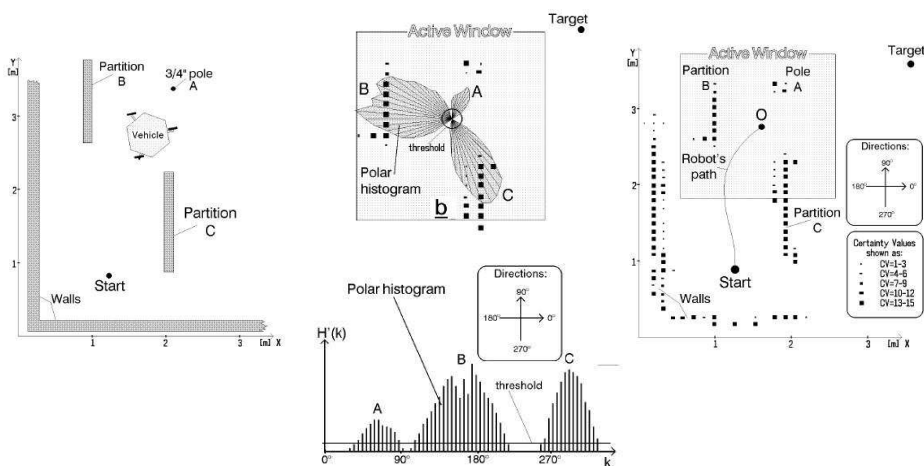 Y
[m]
Partition
B
3/4" pole
A
3
Vehicle
2
Partition
C
1
Start
Walls
1
2
3
[m] X
Target
Active Window
B
A
threshold
Polar
histogram
b
C
Directions:
90°
180°
0°
270°
Polar histogram
H'(k)
B
C
A
threshold
0°
90°
180°
270°
k
Y
[m]
Active Window
Target
Partition
B
Pole
A
3
O
Robot's
path
2
Partition
C
1
Start
Walls
1
2
3
[m] X
Directions:
90°
180°
0°
270°
Certainty Values
shown as:
CV=1-3
CV=4-6
CV=7-9
CV=10-12
CV=13-15